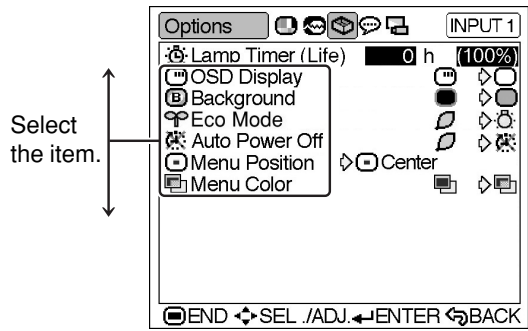 Options INPUT 1
Lamp Timer (Life) 0 h (100%)
OSD Display
B Background
Eco Mode
Auto Power Off
Menu Position Center
Menu Color
Select
the item.
END SEL ./ADJ. ENTER BACK